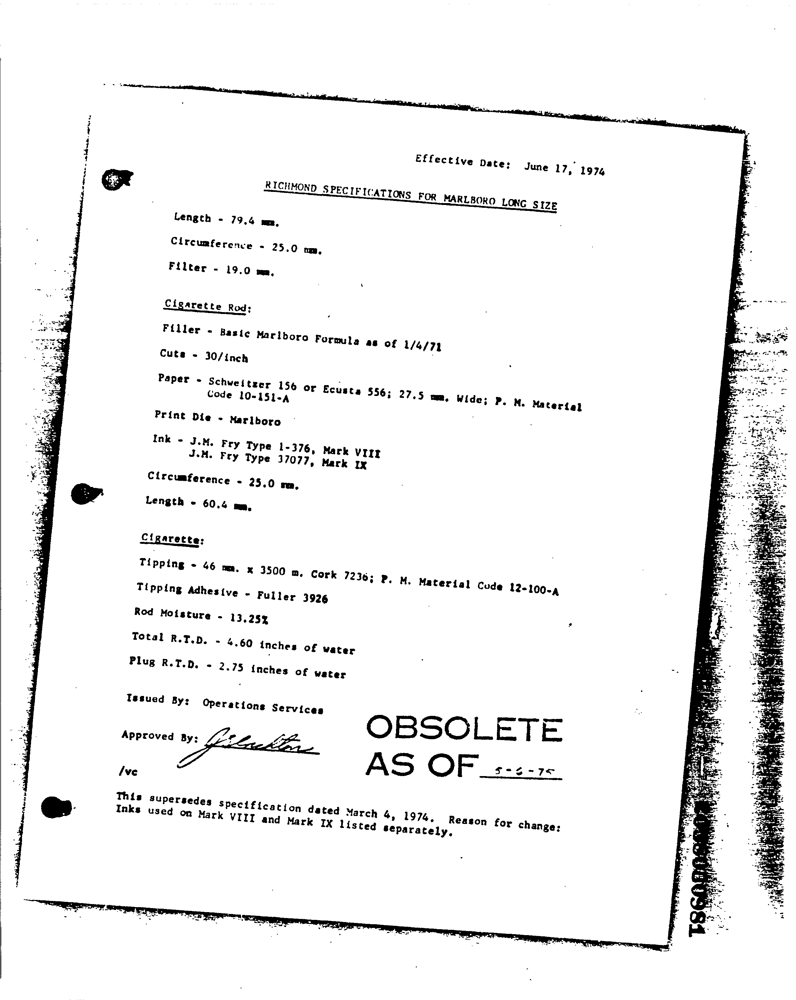 Effective Date: June 17, 1974
RICHMOND SPECIFICATIONS FOR MARLBORO LONG SIZE
Length - 79.4 mm.
Circumference - 25.0 mm.
Filter - 19.0 mm.
Cigarette Rod:
Filler - Basic Marlboro Formula as of 1/4/71
Cuts - 30/inch
Paper - Schweitzer 156 or Ecusta 556; 27.5 mm. Wide; P. M. Material
Code 10-151-A
Print Die - Marlboro
Ink - J.M. Fry Type 1-376, Mark VIII
J.M. Fry Type 37077, Mark IX
Circumference - 25.0 mm.
Length - 60.4 mm.
Cigarette:
Tipping - 46 mm. x 3500 m. Cork 7236; P. M. Material Code 12-100-A
Tipping Adhesive - Fuller 3926
Rod Moisture - 13.25%
Total R.T.D. - 4.60 inches of water
Plug R.T.D. - 2.75 inches of water
Issued By: Operations Services
Approved By:
/vc
OBSOLETE
AS OF 5-6-75
This supersedes specification dated March 4, 1974. Reason for change:
Inks used on Mark VIII and Mark IX listed separately.